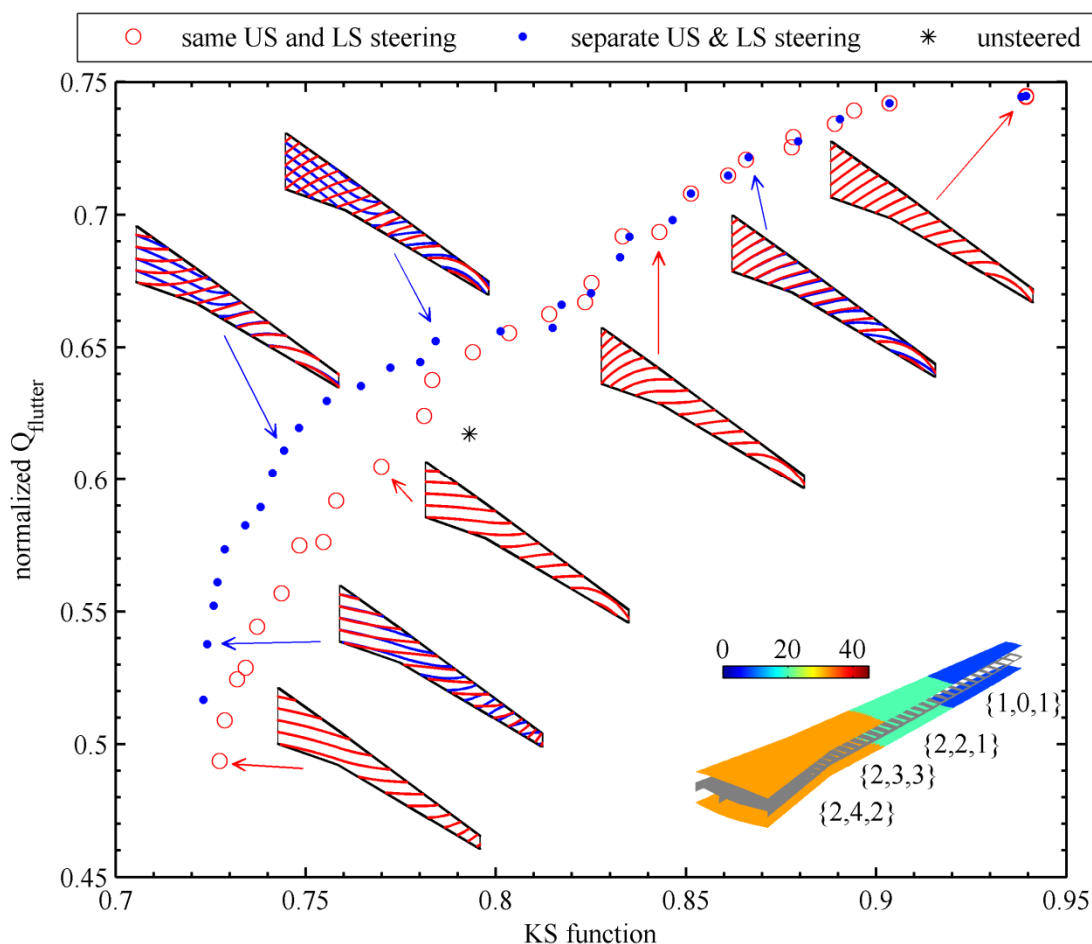 same US and LS steering separate US & LS steering unsteered
0.75
0.7
0.65
0.6
0.55
0.5
0.45
normalized Q_flutter
0 20 40
{1,0,1}
{2,2,1}
{2,3,3}
{2,4,2}
0.7 0.75 0.8 0.85 0.9 0.95
KS function